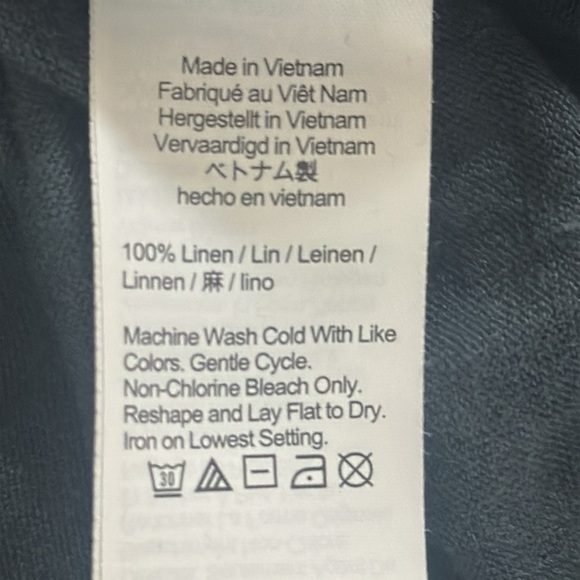 Made in Vietnam
Fabriqué au Viêt Nam
Hergestellt in Vietnam
Vervaardigd in Vietnam
ベトナム製
hecho en vietnam
100% Linen / Lin / Leinen /
Linnen / 麻 / lino
Machine Wash Cold With Like
Colors. Gentle Cycle.
Non-Chlorine Bleach Only.
Reshape and Lay Flat to Dry.
Iron on Lowest Setting.
30